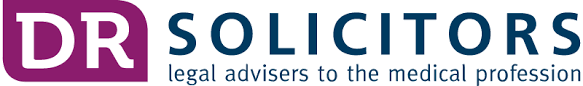 DR SOLICITORS
legal advisers to the medical profession